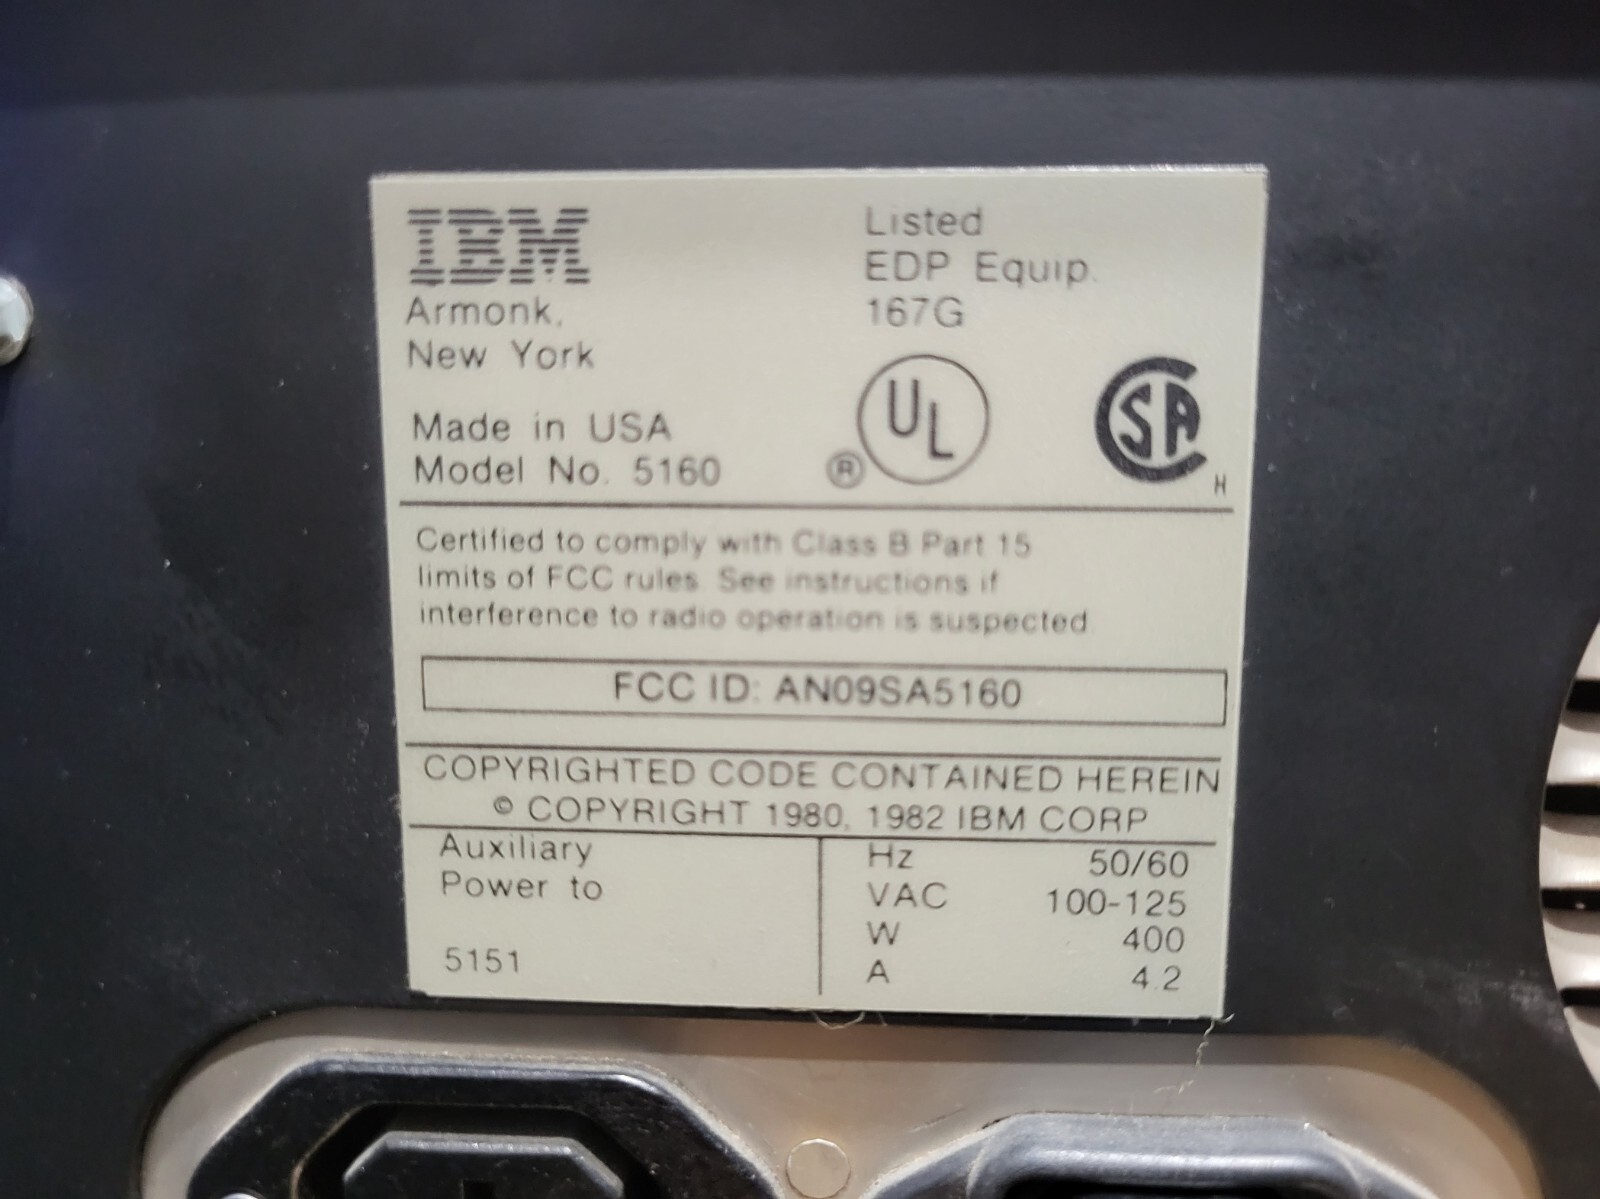 IBM
Armonk,
New York
Made in USA
Model No. 5160
Listed
EDP Equip.
167G
UL
®
SA
H
Certified to comply with Class B Part 15
limits of FCC rules. See instructions if
interference to radio operation is suspected.
FCC ID: AN09SA5160
COPYRIGHTED CODE CONTAINED HEREIN
© COPYRIGHT 1980, 1982 IBM CORP
Auxiliary
Power to
5151
Hz 50/60
VAC 100-125
W 400
A 4.2